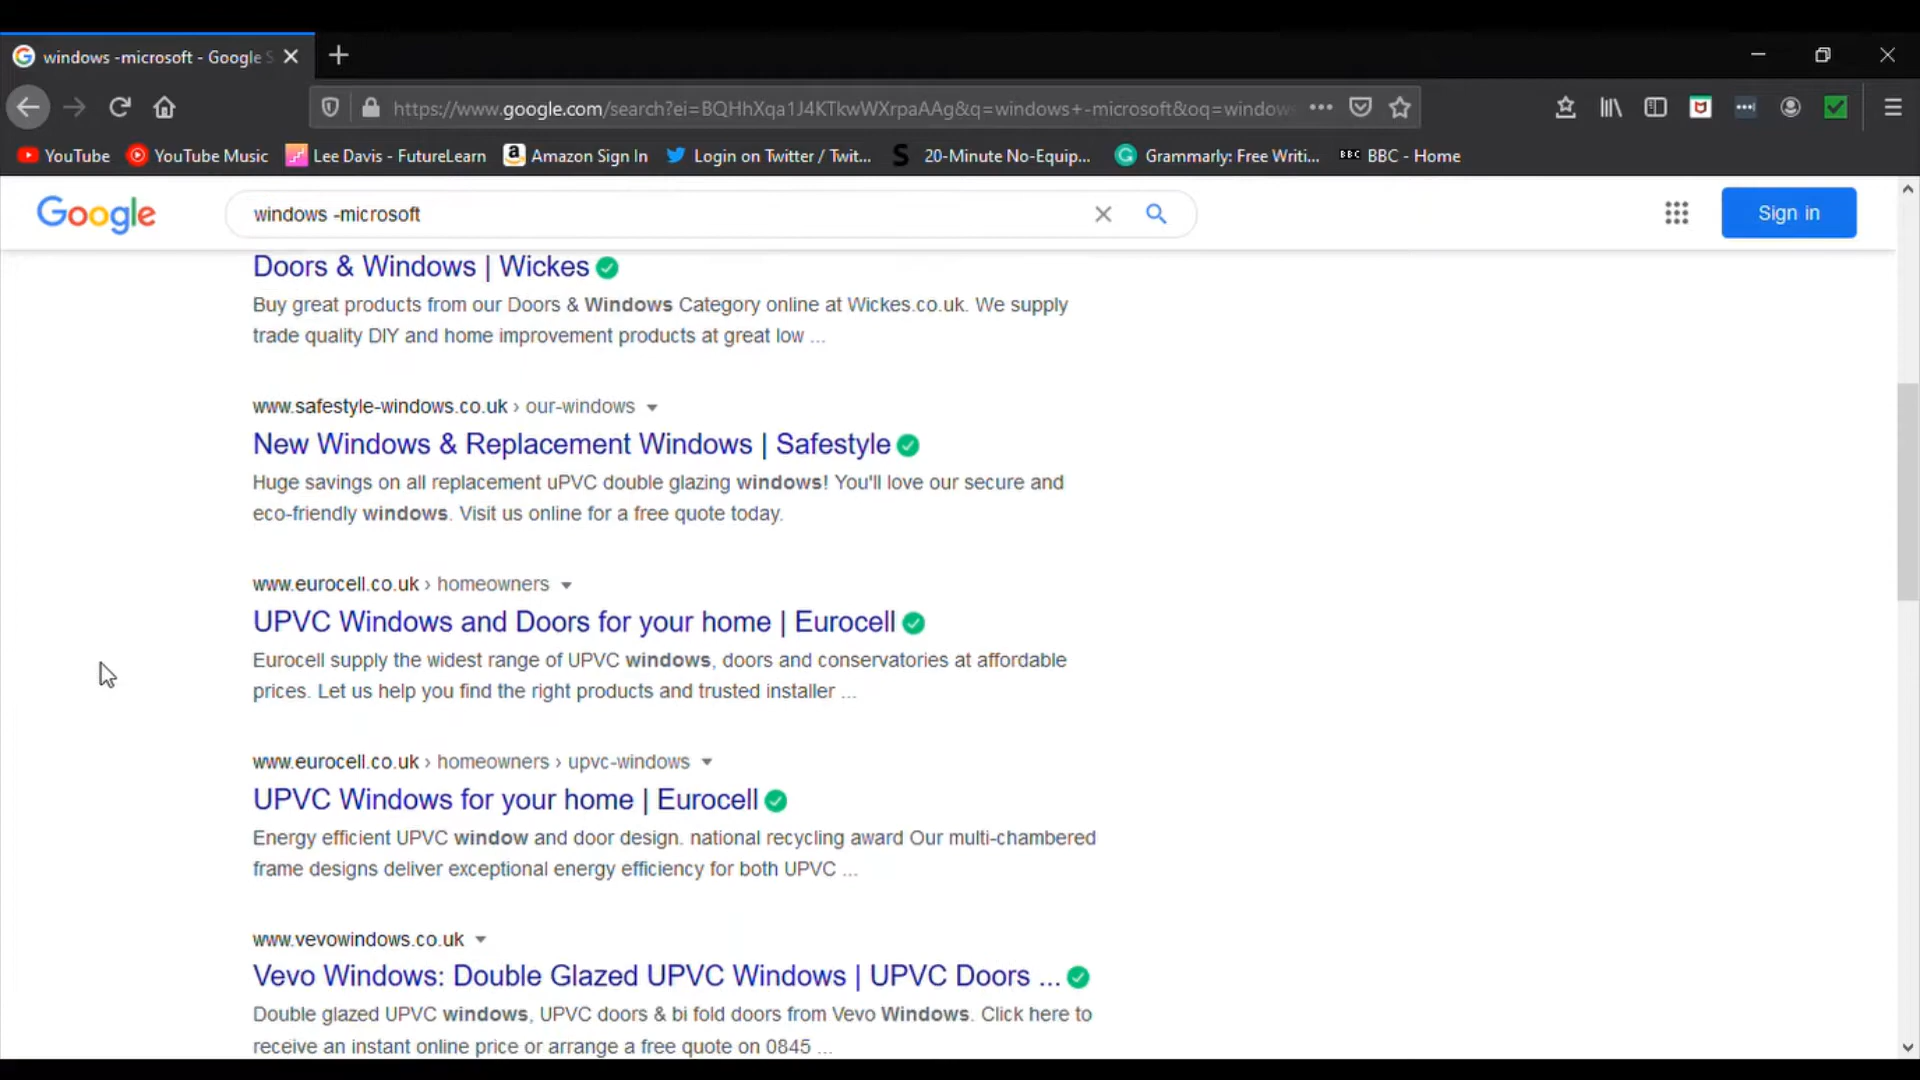 windows -microsoft - Google S
https://www.google.com/search?ei=BQHhXqa1J4KTkwWXrpaAAg&q=windows+-microsoft&oq=windows
YouTube YouTube Music Lee Davis - FutureLearn Amazon Sign In Login on Twitter / Twit... 20-Minute No-Equip... Grammarly: Free Writi... BBC BBC - Home
Google windows -microsoft Sign in
Doors & Windows | Wickes
Buy great products from our Doors & Windows Category online at Wickes.co.uk. We supply
trade quality DIY and home improvement products at great low ...
www.safestyle-windows.co.uk › our-windows
New Windows & Replacement Windows | Safestyle
Huge savings on all replacement uPVC double glazing windows! You'll love our secure and
eco-friendly windows. Visit us online for a free quote today.
www.eurocell.co.uk › homeowners
UPVC Windows and Doors for your home | Eurocell
Eurocell supply the widest range of UPVC windows, doors and conservatories at affordable
prices. Let us help you find the right products and trusted installer ...
www.eurocell.co.uk › homeowners › upvc-windows
UPVC Windows for your home | Eurocell
Energy efficient UPVC window and door design. national recycling award Our multi-chambered
frame designs deliver exceptional energy efficiency for both UPVC ...
www.vevowindows.co.uk
Vevo Windows: Double Glazed UPVC Windows | UPVC Doors ...
Double glazed UPVC windows, UPVC doors & bi fold doors from Vevo Windows. Click here to
receive an instant online price or arrange a free quote on 0845 ...